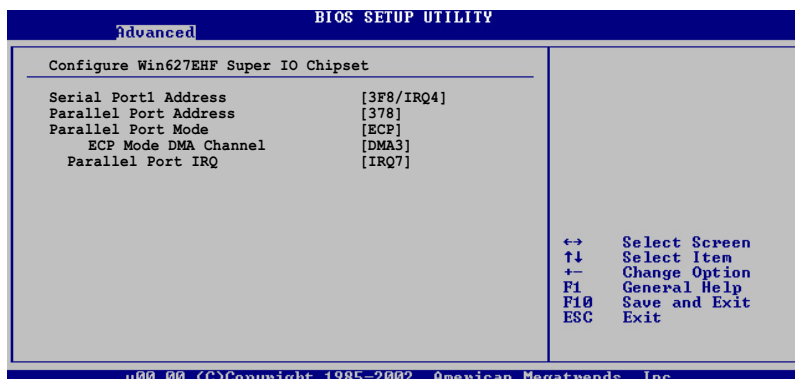 BIOS SETUP UTILITY
Advanced
Configure Win627EHF Super IO Chipset
Serial Port1 Address [3F8/IRQ4]
Parallel Port Address [378]
Parallel Port Mode [ECP]
ECP Mode DMA Channel [DMA3]
Parallel Port IRQ [IRQ7]
←→ Select Screen
↑↓ Select Item
+- Change Option
F1 General Help
F10 Save and Exit
ESC Exit
v00.00 (C)Copyright 1985-2002, American Megatrends, Inc.